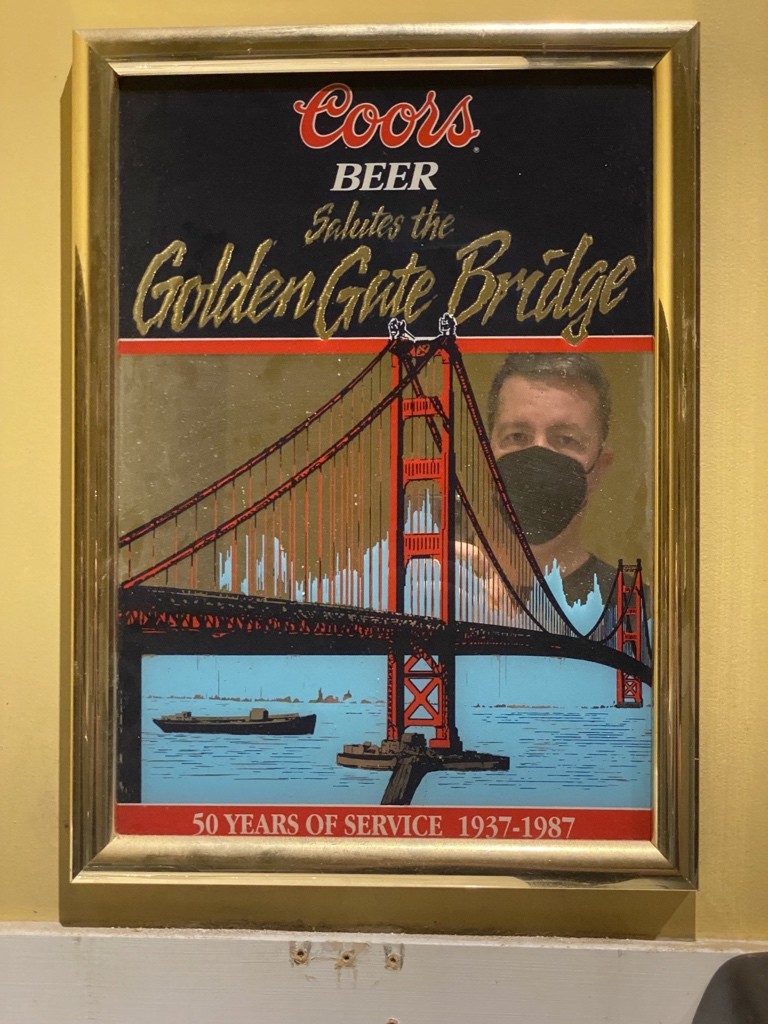 Coors
BEER
Salutes the
Golden Gate Bridge
50 YEARS OF SERVICE 1937-1987